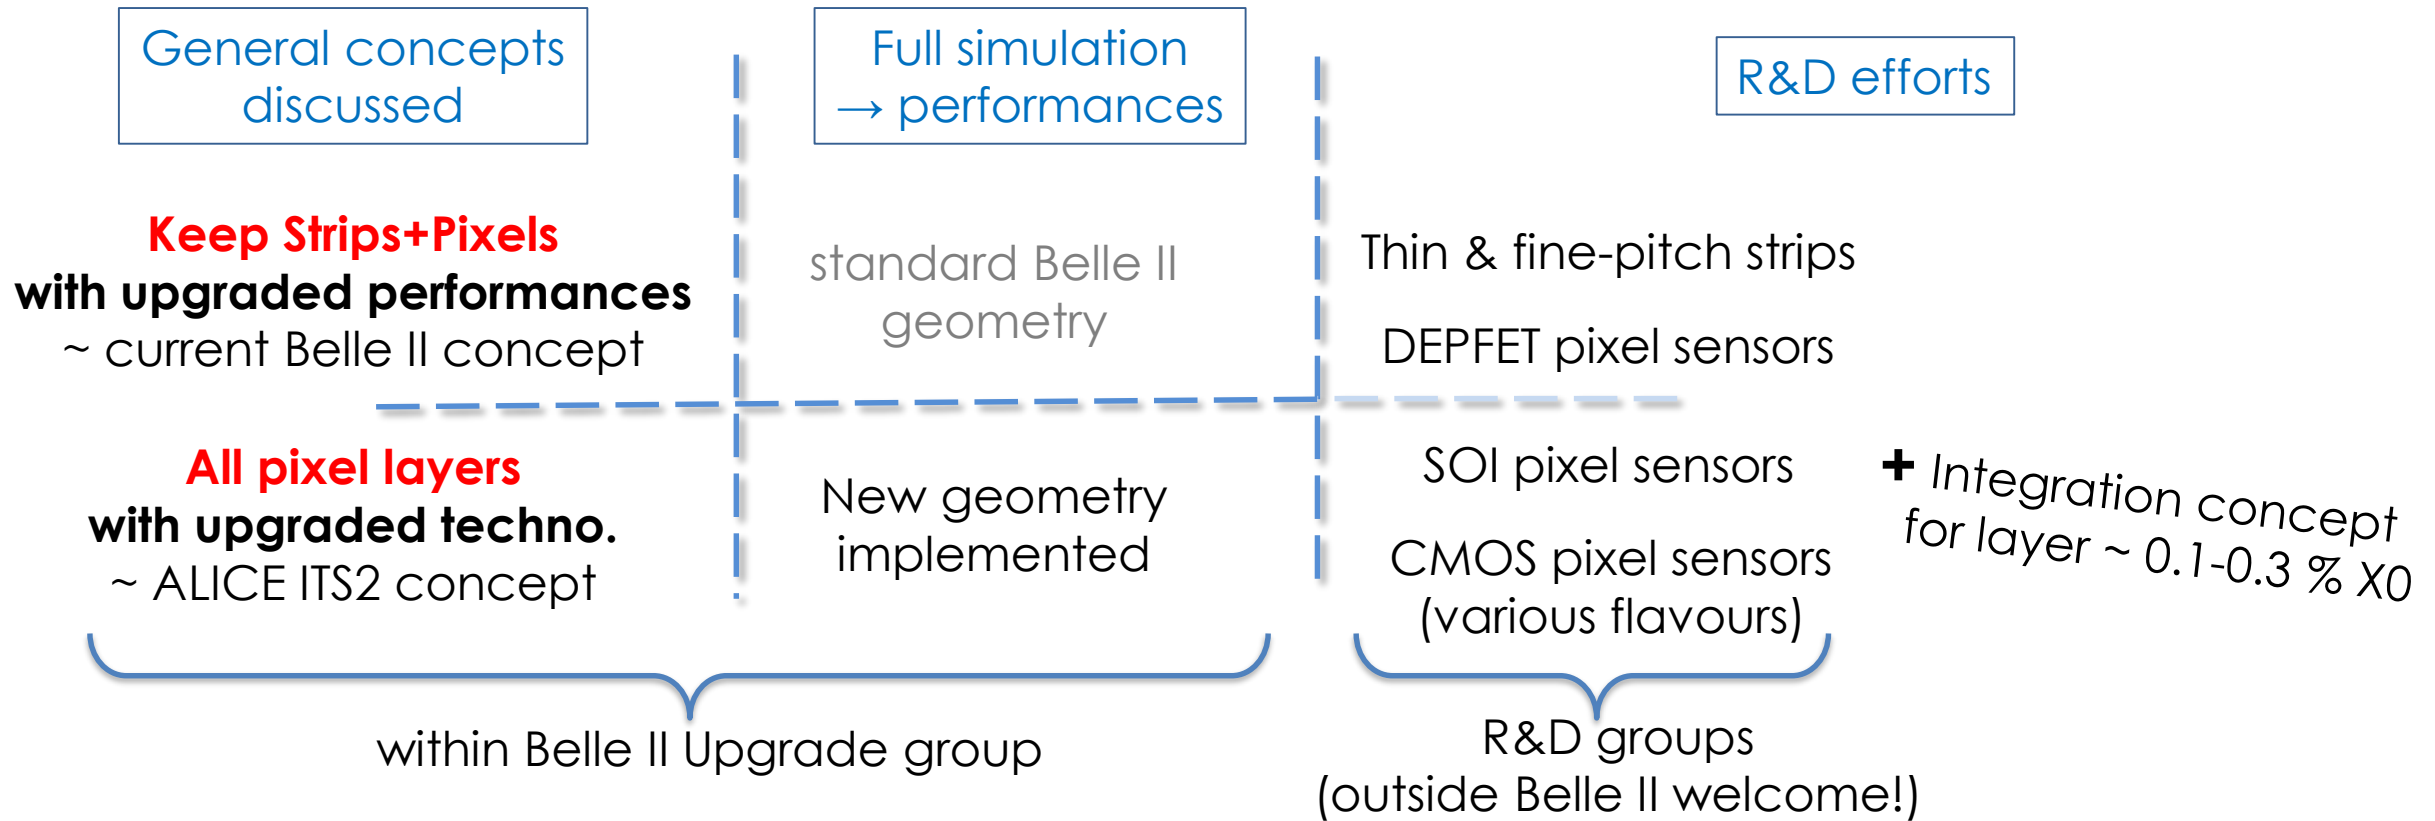 General concepts
discussed
Full simulation
→ performances
R&D efforts
Keep Strips+Pixels
with upgraded performances
~ current Belle II concept
standard Belle II
geometry
Thin & fine-pitch strips
DEPFET pixel sensors
All pixel layers
with upgraded techno.
~ ALICE ITS2 concept
New geometry
implemented
SOI pixel sensors
CMOS pixel sensors
(various flavours)
+ Integration concept
for layer ~ 0.1-0.3 % X0
within Belle II Upgrade group
R&D groups
(outside Belle II welcome!)